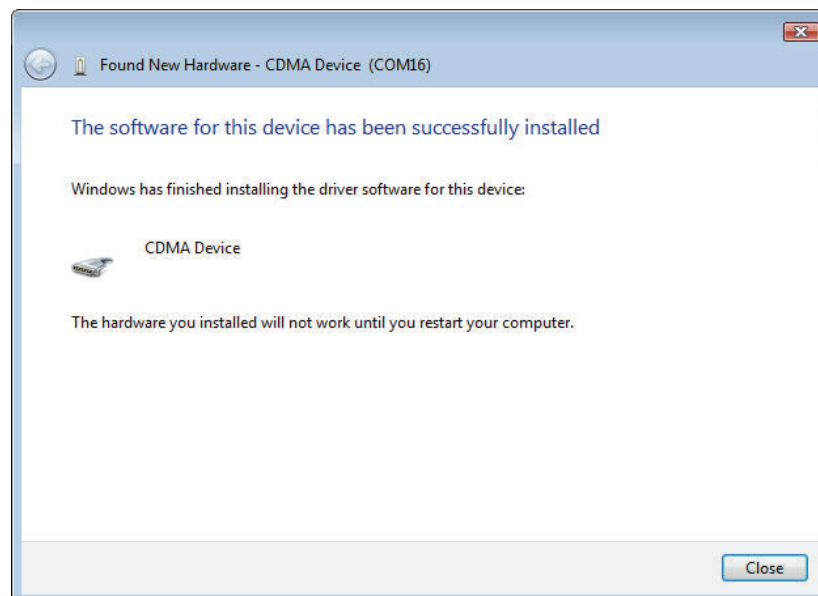 Found New Hardware - CDMA Device (COM16)
The software for this device has been successfully installed
Windows has finished installing the driver software for this device:
CDMA Device
The hardware you installed will not work until you restart your computer.
Close